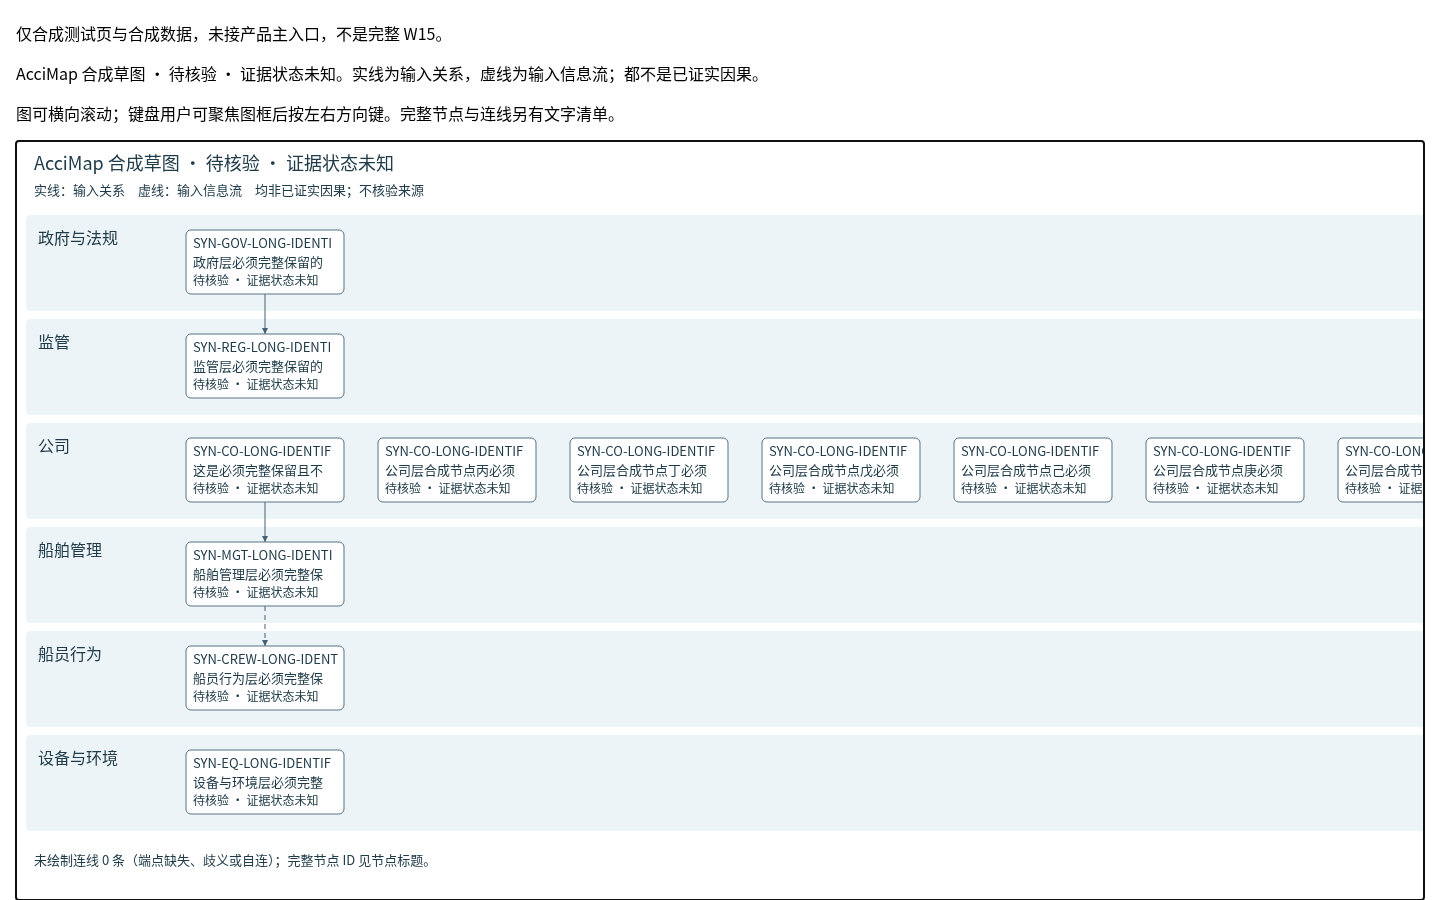 仅合成测试页与合成数据，未接产品主入口，不是完整 W15。
AcciMap 合成草图 · 待核验 · 证据状态未知。实线为输入关系，虚线为输入信息流；都不是已证实因果。
图可横向滚动；键盘用户可聚焦图框后按左右方向键。完整节点与连线另有文字清单。
AcciMap 合成草图 · 待核验 · 证据状态未知
实线：输入关系 虚线：输入信息流 均非已证实因果；不核验来源
政府与法规
SYN-GOV-LONG-IDENTI
政府层必须完整保留的
待核验 · 证据状态未知
监管
SYN-REG-LONG-IDENTI
监管层必须完整保留的
待核验 · 证据状态未知
公司
SYN-CO-LONG-IDENTIF
这是必须完整保留且不
待核验 · 证据状态未知
SYN-CO-LONG-IDENTIF
公司层合成节点丙必须
待核验 · 证据状态未知
SYN-CO-LONG-IDENTIF
公司层合成节点丁必须
待核验 · 证据状态未知
SYN-CO-LONG-IDENTIF
公司层合成节点戊必须
待核验 · 证据状态未知
SYN-CO-LONG-IDENTIF
公司层合成节点己必须
待核验 · 证据状态未知
SYN-CO-LONG-IDENTIF
公司层合成节点庚必须
待核验 · 证据状态未知
SYN-CO-LON
公司层合成节
待核验 · 证据
船舶管理
SYN-MGT-LONG-IDENTI
船舶管理层必须完整保
待核验 · 证据状态未知
船员行为
SYN-CREW-LONG-IDENT
船员行为层必须完整保
待核验 · 证据状态未知
设备与环境
SYN-EQ-LONG-IDENTIF
设备与环境层必须完整
待核验 · 证据状态未知
未绘制连线 0 条（端点缺失、歧义或自连）；完整节点 ID 见节点标题。